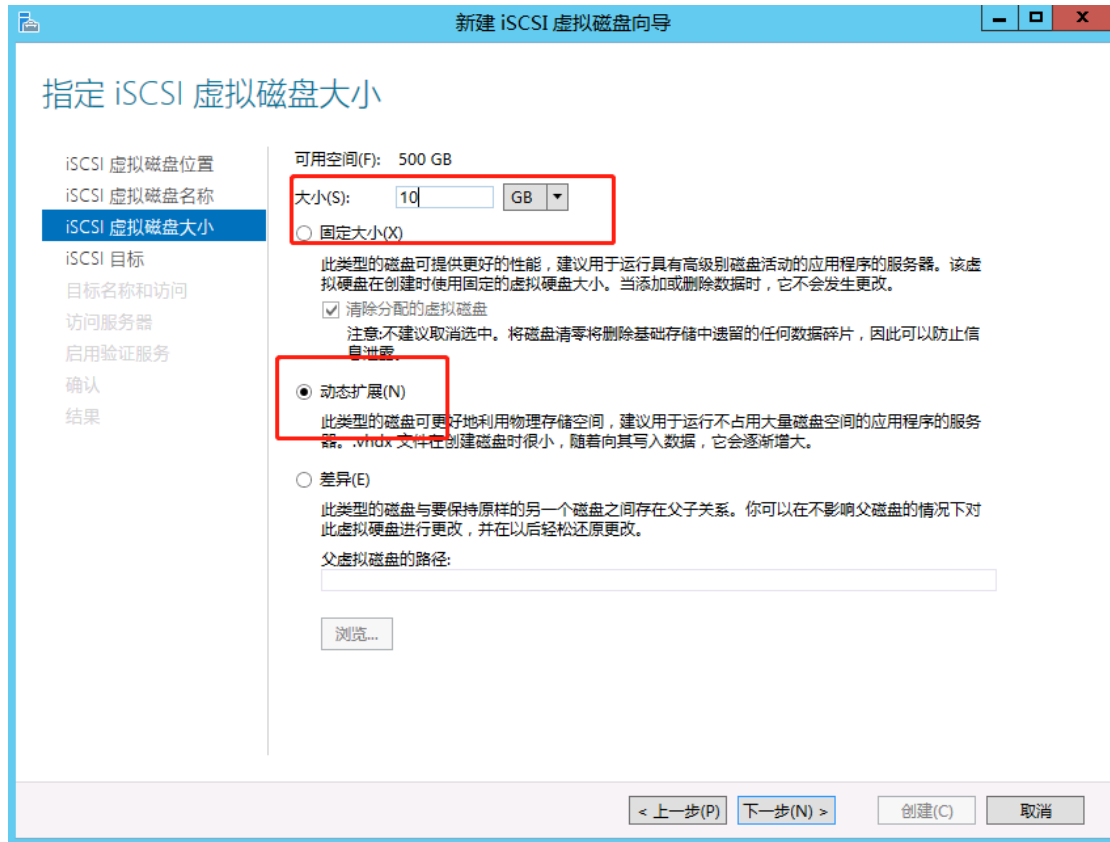 新建 iSCSI 虚拟磁盘向导
指定 iSCSI 虚拟磁盘大小
iSCSI 虚拟磁盘位置
iSCSI 虚拟磁盘名称
iSCSI 虚拟磁盘大小
iSCSI 目标
目标名称和访问
访问服务器
启用验证服务
确认
结果
可用空间(F): 500 GB
大小(S): 10 GB
固定大小(X)
此类型的磁盘可提供更好的性能，建议用于运行具有高级别磁盘活动的应用程序的服务器。该虚
拟硬盘在创建时使用固定的虚拟硬盘大小。当添加或删除数据时，它不会发生更改。
清除分配的虚拟磁盘
注意:不建议取消选中。将磁盘清零将删除基础存储中遗留的任何数据碎片，因此可以防止信
息泄露。
动态扩展(N)
此类型的磁盘可更好地利用物理存储空间，建议用于运行不占用大量磁盘空间的应用程序的服务
器。.vhdx 文件在创建磁盘时很小，随着向其写入数据，它会逐渐增大。
差异(E)
此类型的磁盘与要保持原样的另一个磁盘之间存在父子关系。你可以在不影响父磁盘的情况下对
此虚拟硬盘进行更改，并在以后轻松还原更改。
父虚拟磁盘的路径:
浏览...
< 上一步(P) 下一步(N) > 创建(C) 取消